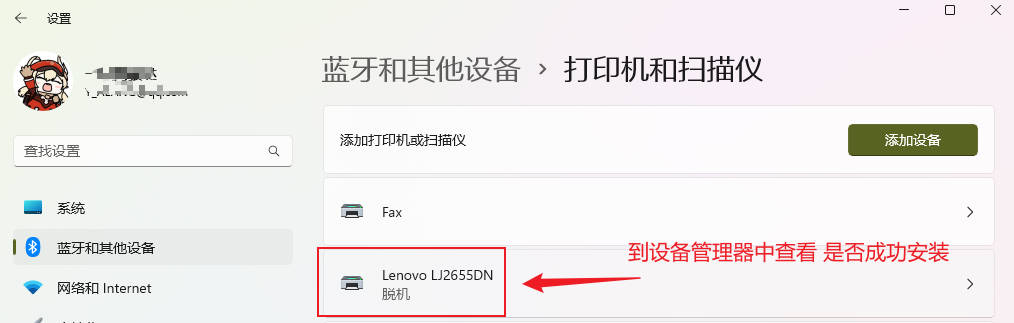 设置
蓝牙和其他设备 › 打印机和扫描仪
查找设置
添加打印机或扫描仪
添加设备
系统
Fax
蓝牙和其他设备
到设备管理器中查看 是否成功安装
Lenovo LJ2655DN
脱机
网络和 Internet